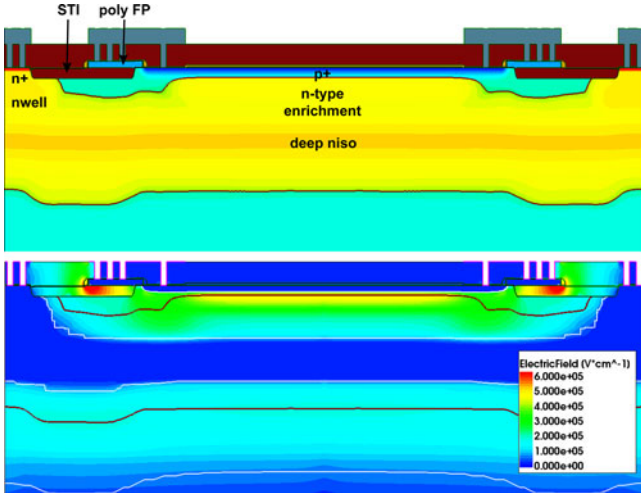 STI
poly FP
n+
p+
nwell
n-type
enrichment
deep niso
ElectricField (V*cm^-1)
6.000e+05
5.000e+05
4.000e+05
3.000e+05
2.000e+05
1.000e+05
0.000e+00